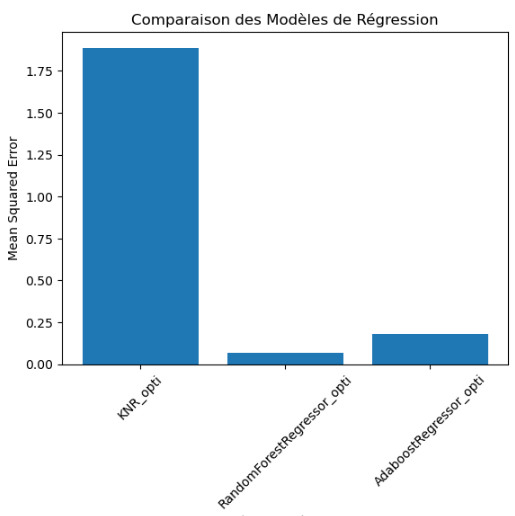 Comparaison des Modèles de Régression
Mean Squared Error
1.75
1.50
1.25
1.00
0.75
0.50
0.25
0.00
KNR_opti
RandomForestRegressor_opti
AdaboostRegressor_opti